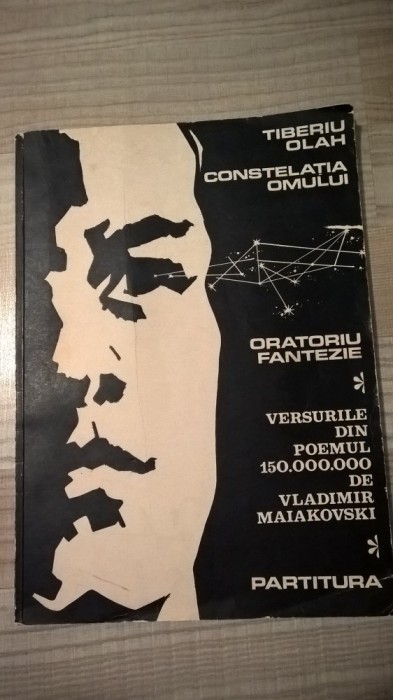 TIBERIU
OLAH
CONSTELAȚIA
OMULUI
ORATORIU
FANTEZIE
VERSURILE
DIN
POEMUL
150.000.000
DE
VLADIMIR
MAIAKOVSKI
PARTITURA